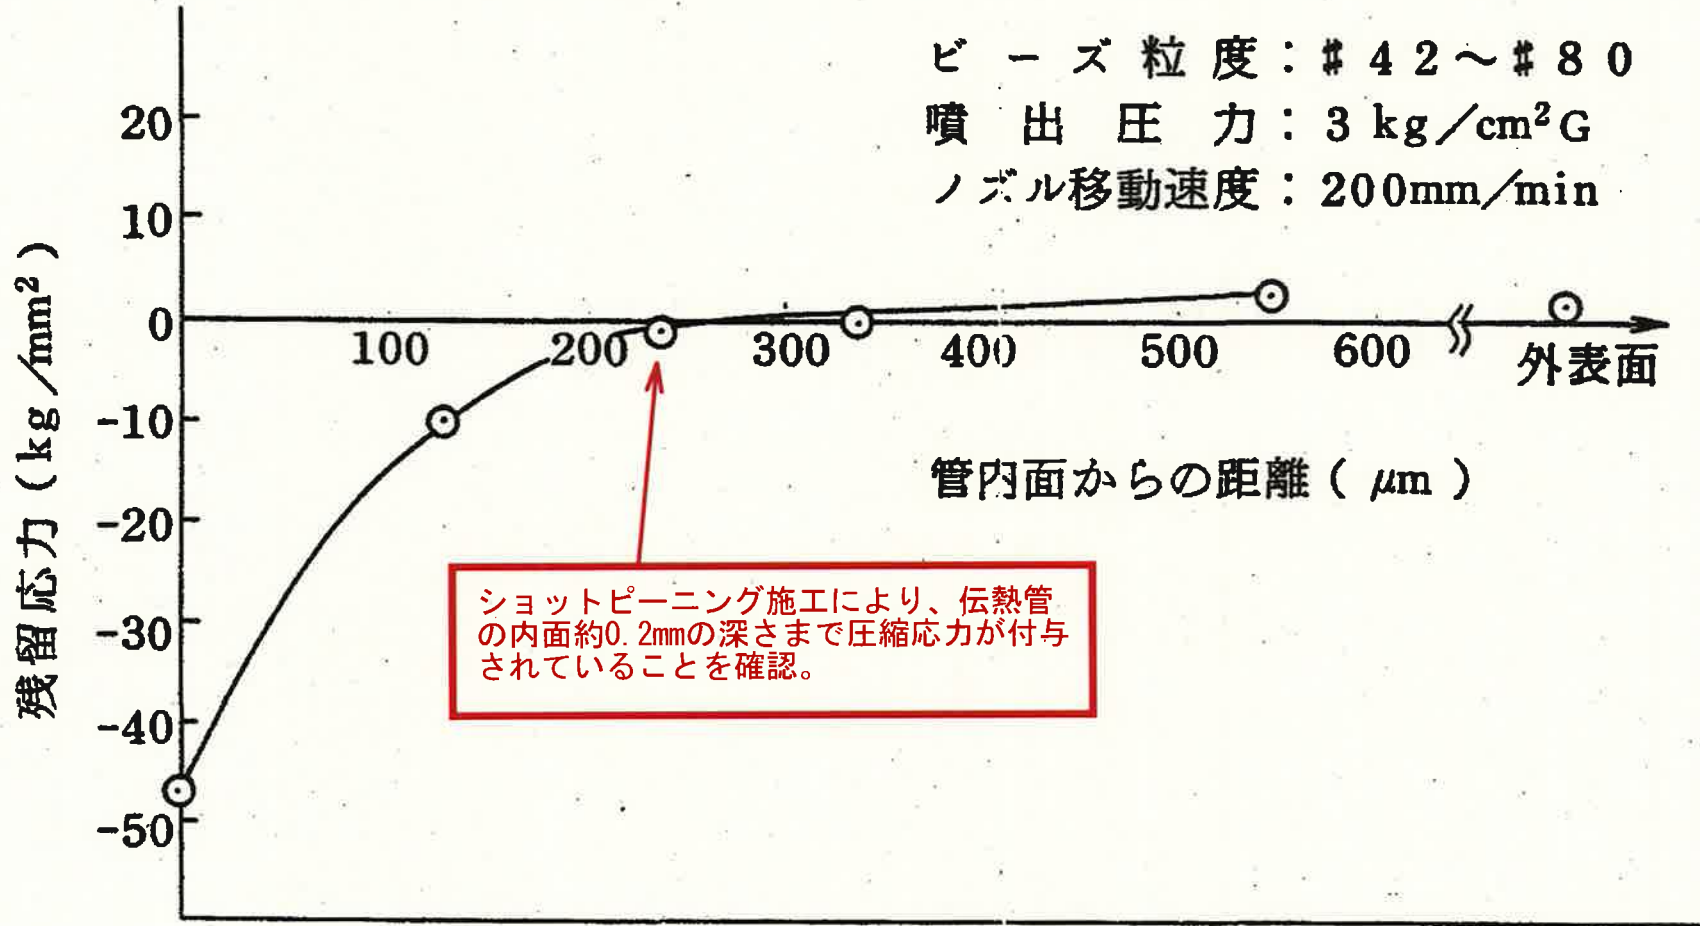 ビーズ粒度：＃42～＃80
噴出圧力：3 kg／cm²G
ノズル移動速度：200mm／min
20
10
0
-10
-20
-30
-40
-50
残留応力（kg／mm²）
100 200 300 400 500 600
外表面
管内面からの距離（μm）
ショットピーニング施工により、伝熱管
の内面約0.2mmの深さまで圧縮応力が付与
されていることを確認。